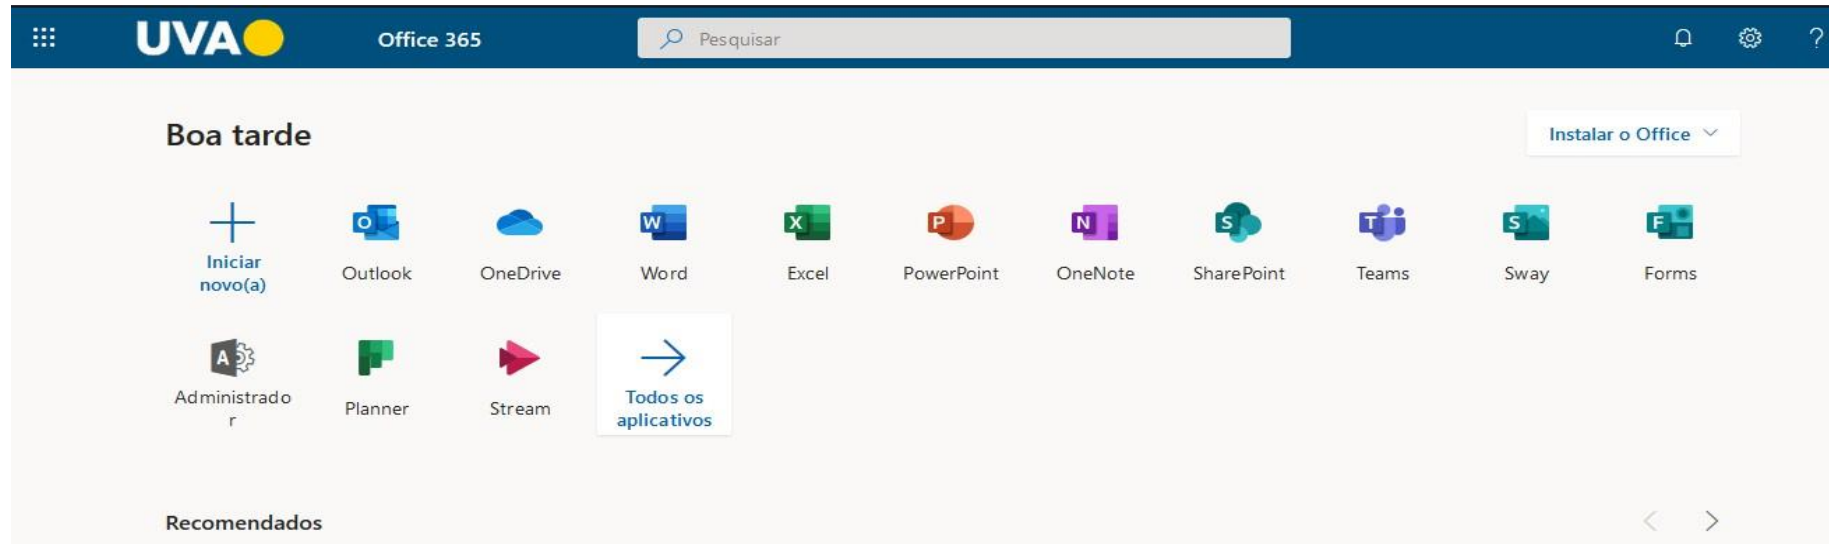 UVA
Office 365
Pesquisar
?
Boa tarde
Instalar o Office
Iniciar
novo(a)
Outlook
OneDrive
Word
Excel
PowerPoint
OneNote
SharePoint
Teams
Sway
Forms
Administrado
r
Planner
Stream
Todos os
aplicativos
Recomendados